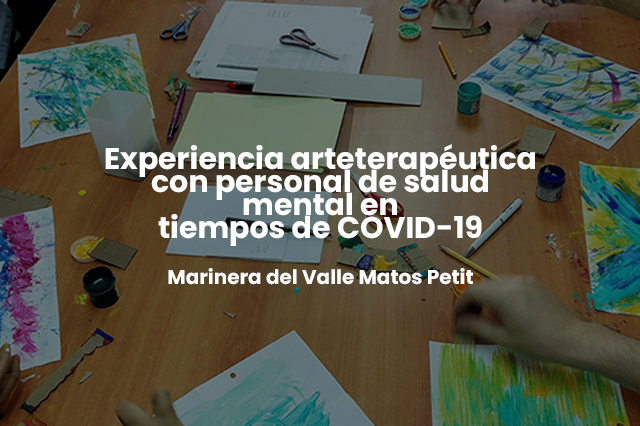 Experiencia arteterapéutica
con personal de salud
mental en
tiempos de COVID-19
Marinera del Valle Matos Petit